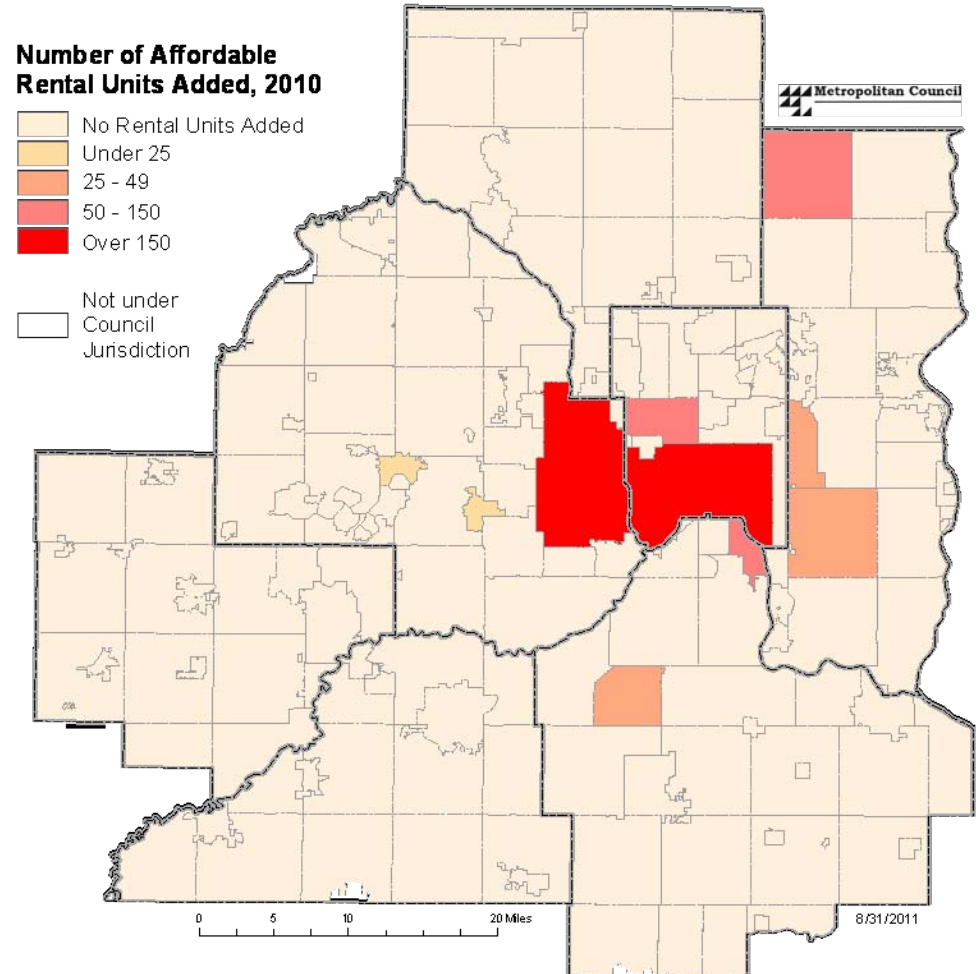 Number of Affordable
Rental Units Added, 2010
No Rental Units Added
Under 25
25 - 49
50 - 150
Over 150
Not under
Council
Jurisdiction
Metropolitan Council
0 5 10 20 Miles
8/31/2011